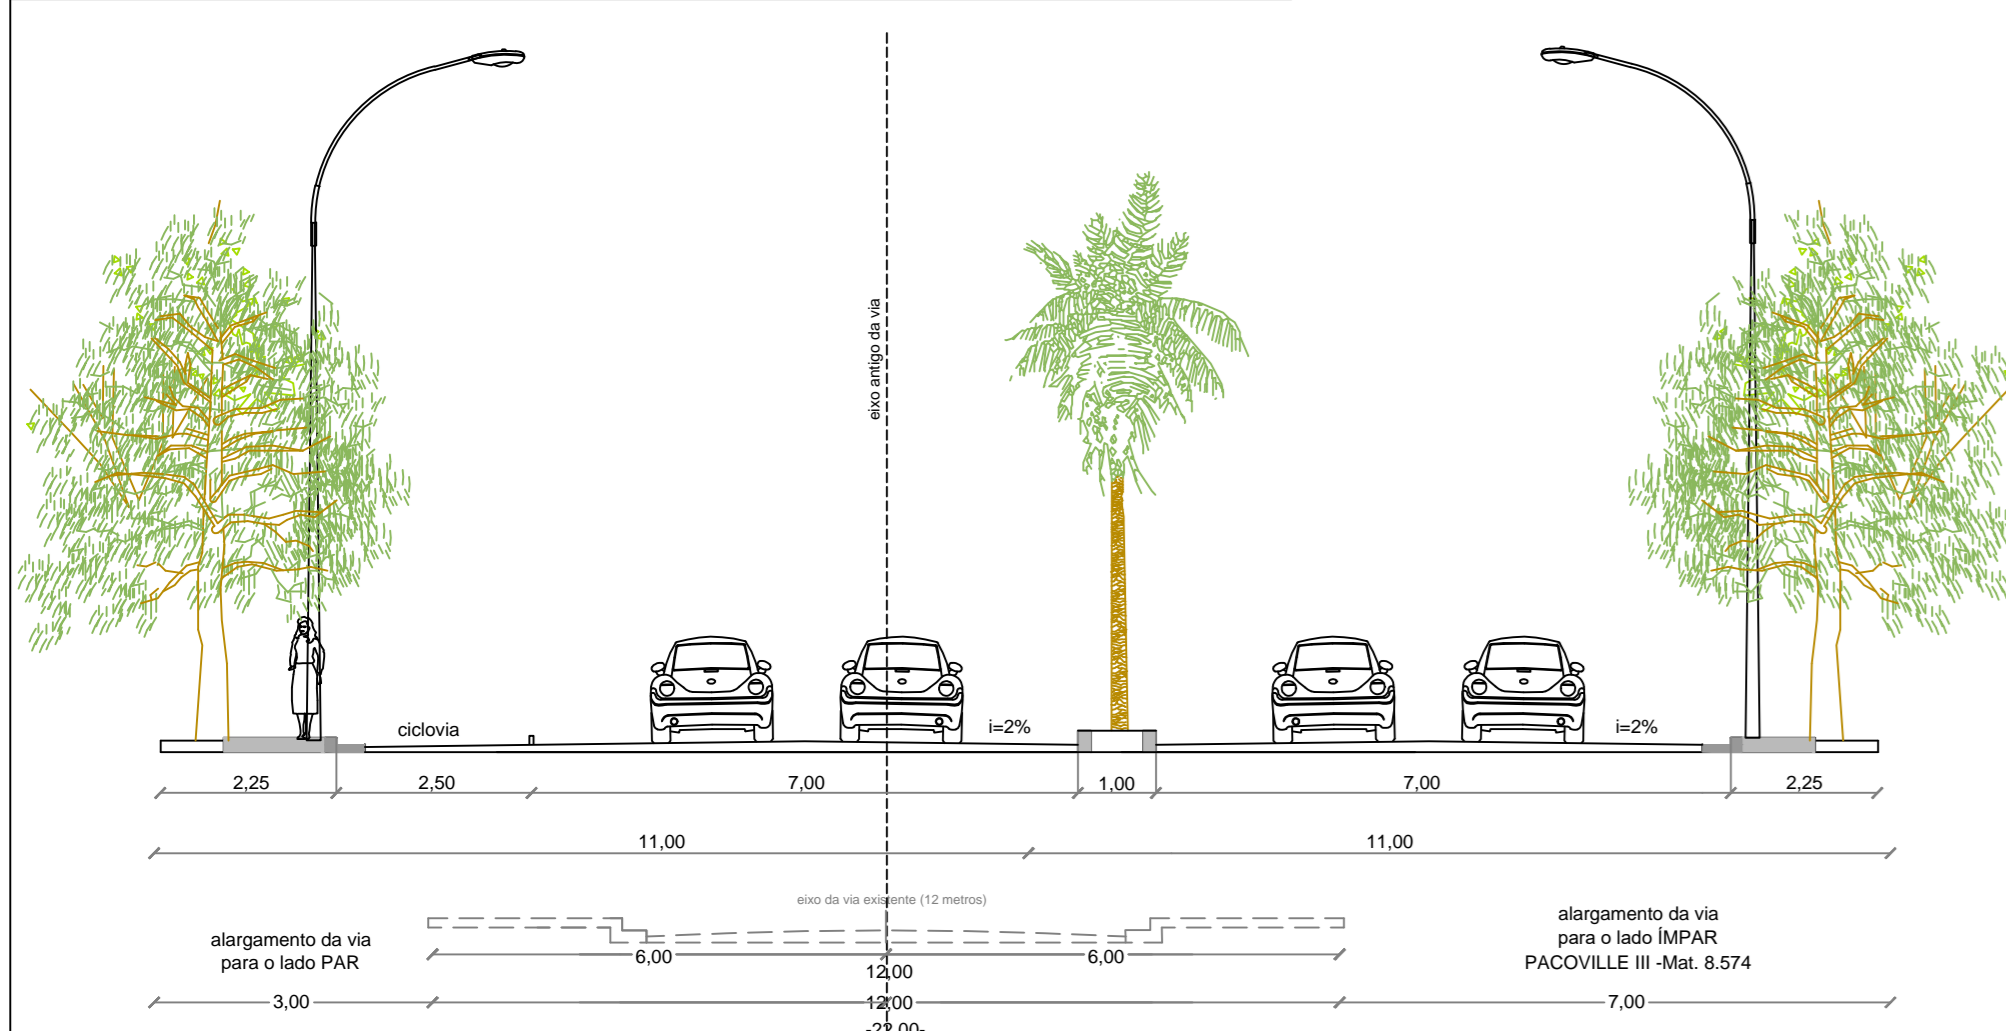 eixo antigo da via
ciclovia
i=2%
i=2%
2,25
2,50
7,00
1,00
7,00
2,25
11,00
11,00
eixo da via existente (12 metros)
alargamento da via
para o lado PAR
alargamento da via
para o lado ÍMPAR
PACOVILLE III -Mat. 8.574
6,00
6,00
12,00
3,00
12,00
7,00
-22,00-